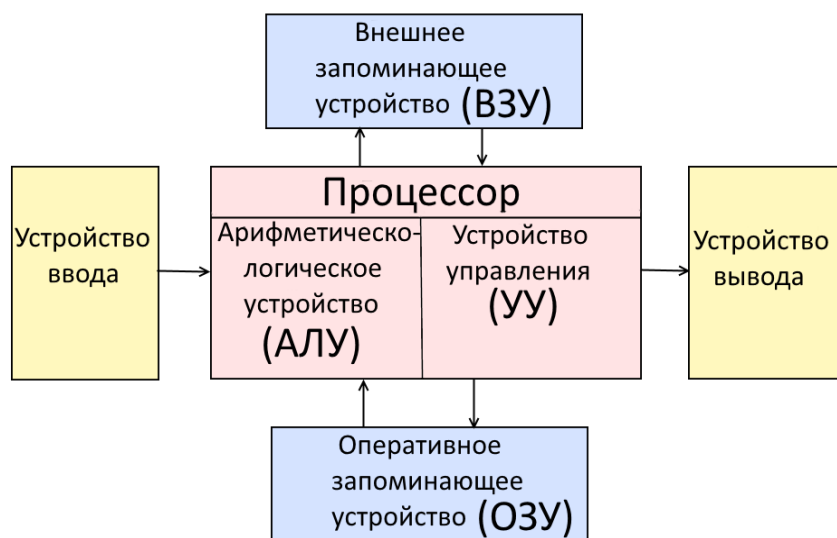 Внешнее
запоминающее
устройство (ВЗУ)
Устройство
ввода
Процессор
Арифметическо-
логическое
устройство
(АЛУ)
Устройство
управления
(УУ)
Устройство
вывода
Оперативное
запоминающее
устройство (ОЗУ)